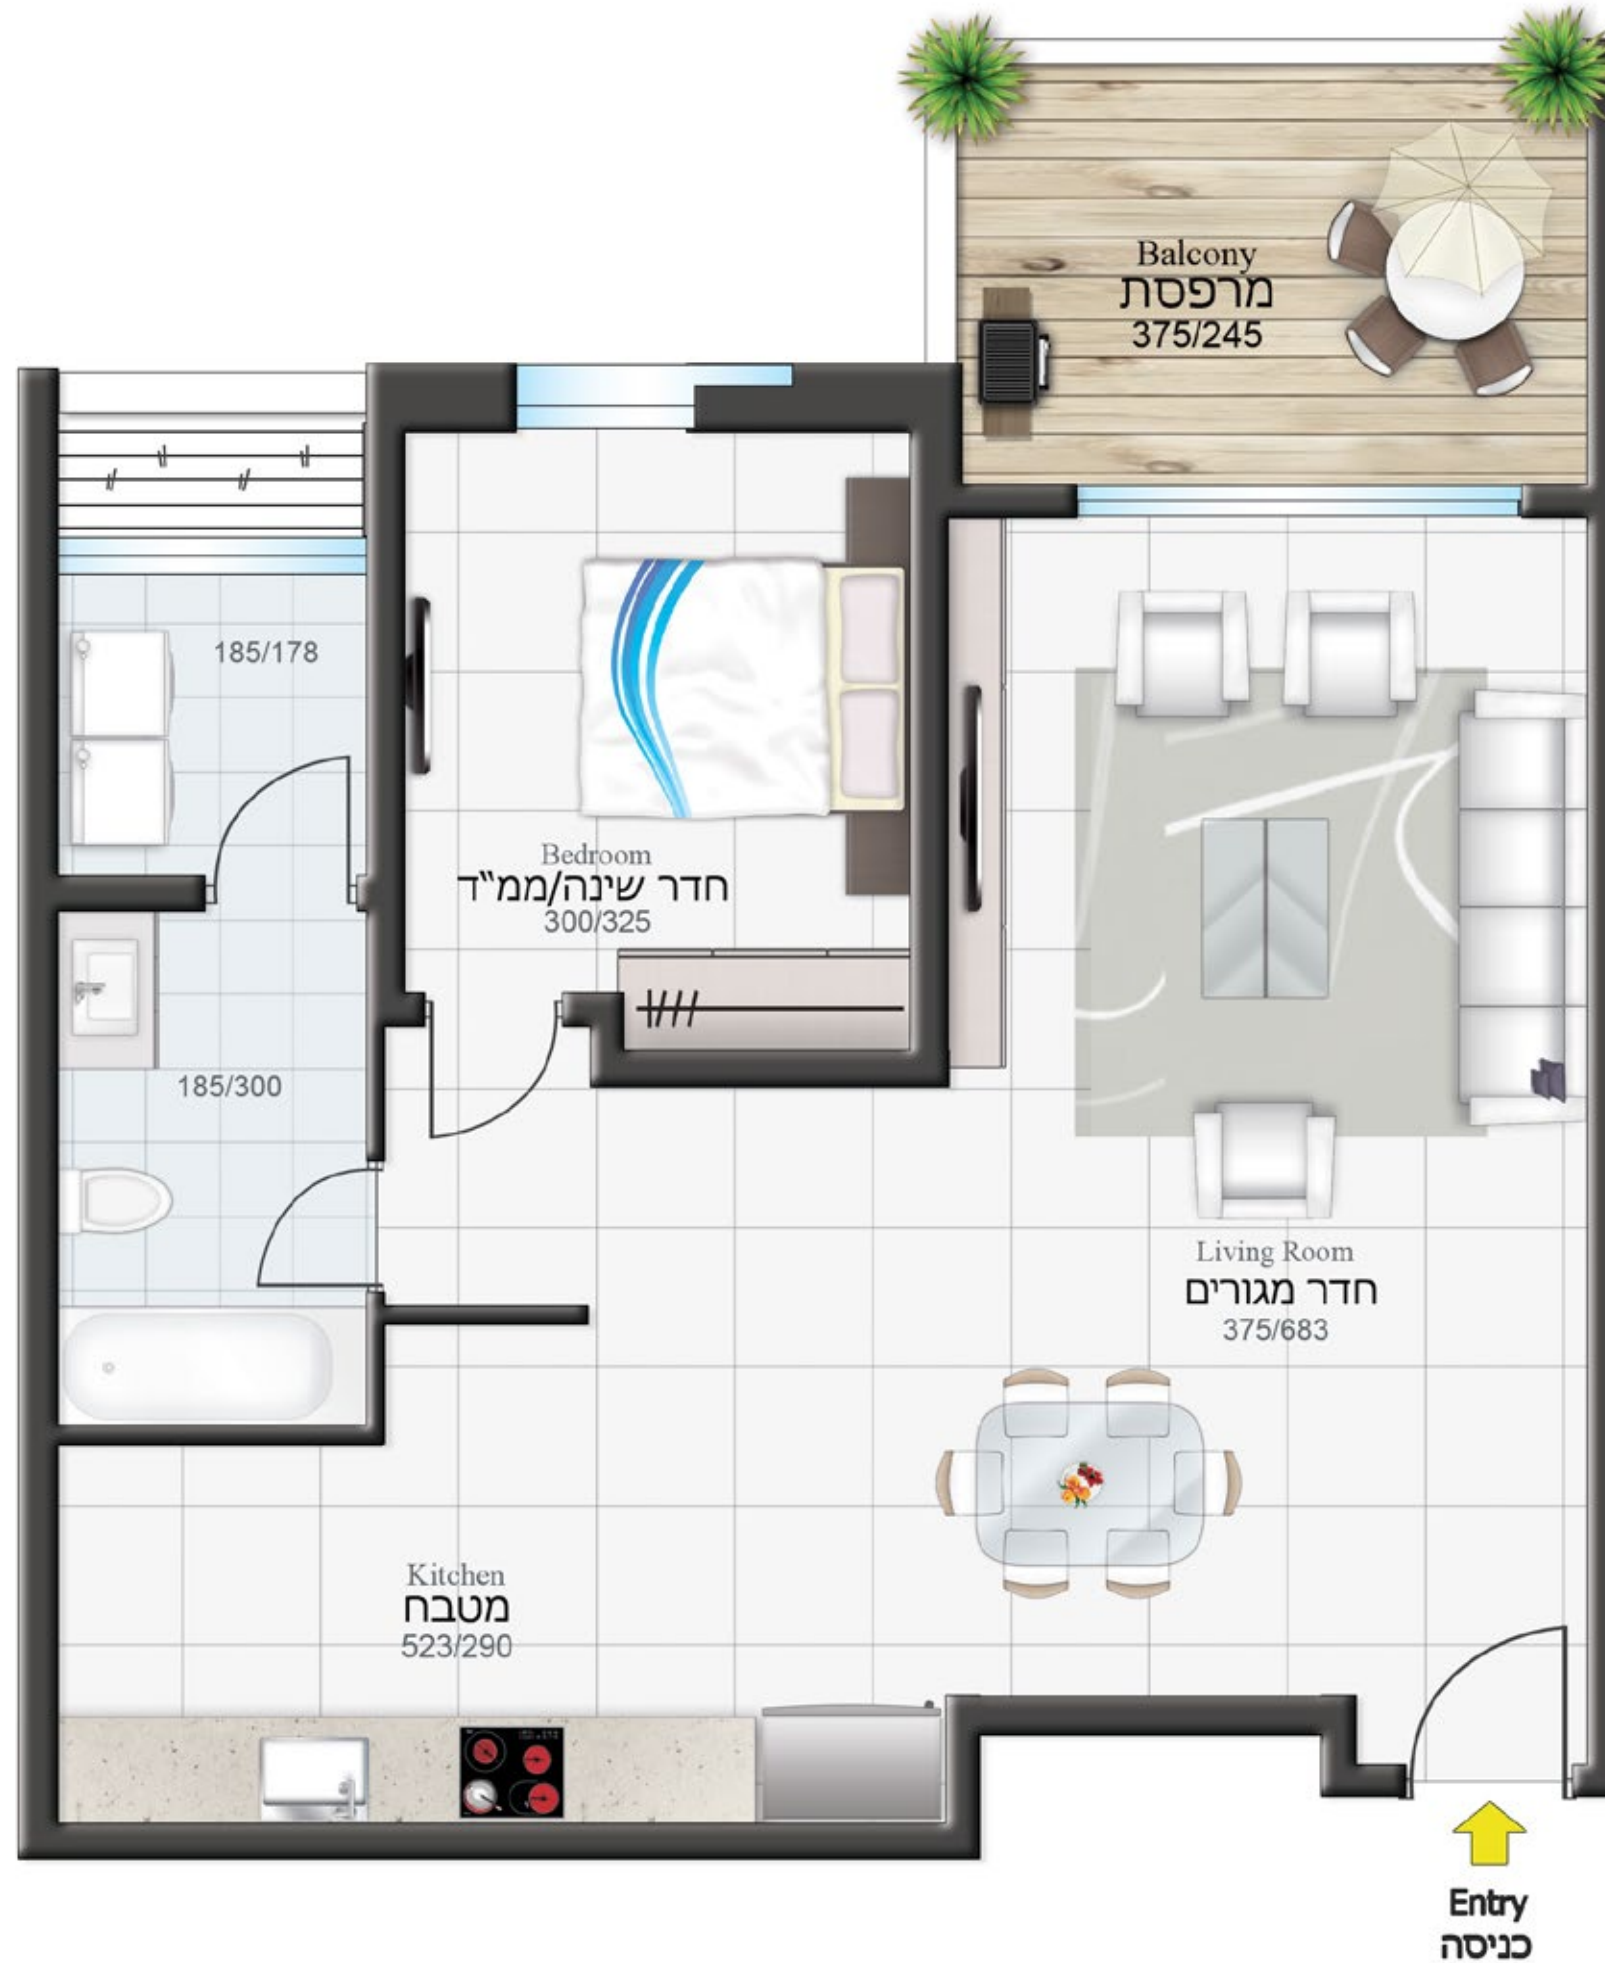 Balcony
מרפסת
375/245
185/178
Bedroom
חדר שינה/ממ"ד
300/325
185/300
Living Room
חדר מגורים
375/683
Kitchen
מטבח
523/290
Entry
כניסה